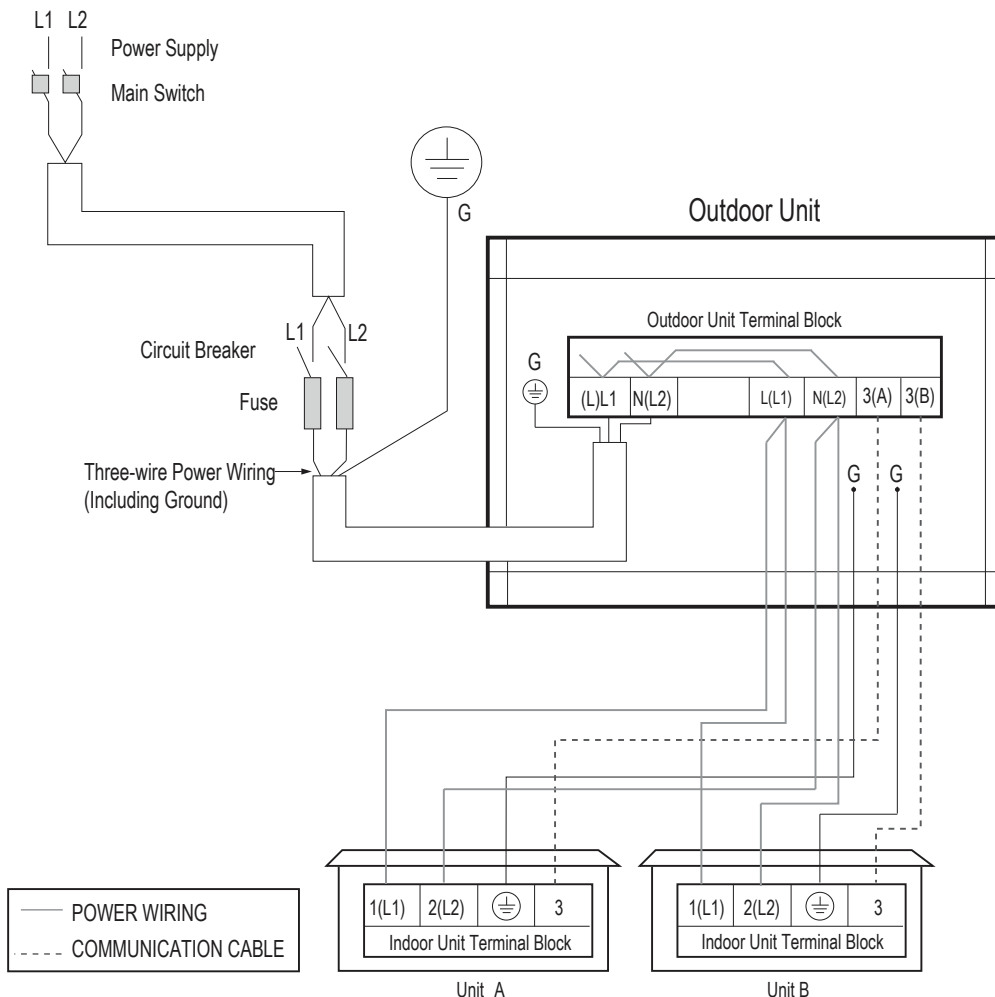 L1 L2
Power Supply
Main Switch
G
Outdoor Unit
Outdoor Unit Terminal Block
L1 L2
Circuit Breaker
Fuse
G
(L)L1 N(L2) L(L1) N(L2) 3(A) 3(B)
Three-wire Power Wiring
(Including Ground)
G G
1(L1) 2(L2) 3
Indoor Unit Terminal Block
Unit A
1(L1) 2(L2) 3
Indoor Unit Terminal Block
Unit B
POWER WIRING
COMMUNICATION CABLE